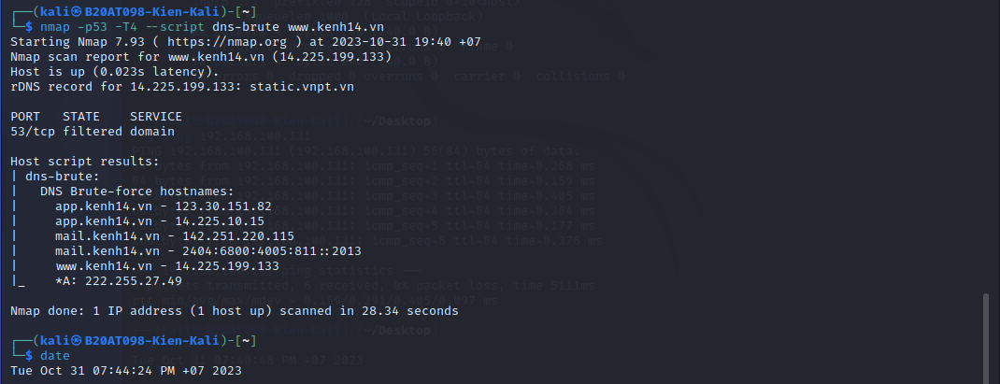 ┌──(kali㉿B20AT098-Kien-Kali)-[~]
└─$ nmap -p53 -T4 --script dns-brute www.kenh14.vn
Starting Nmap 7.93 ( https://nmap.org ) at 2023-10-31 19:40 +07
Nmap scan report for www.kenh14.vn (14.225.199.133)
Host is up (0.023s latency).
rDNS record for 14.225.199.133: static.vnpt.vn

PORT   STATE    SERVICE
53/tcp filtered domain

Host script results:
| dns-brute:
|   DNS Brute-force hostnames:
|     app.kenh14.vn - 123.30.151.82
|     app.kenh14.vn - 14.225.10.15
|     mail.kenh14.vn - 142.251.220.115
|     mail.kenh14.vn - 2404:6800:4005:811::2013
|     www.kenh14.vn - 14.225.199.133
|_    *A: 222.255.27.49

Nmap done: 1 IP address (1 host up) scanned in 28.34 seconds

┌──(kali㉿B20AT098-Kien-Kali)-[~]
└─$ date
Tue Oct 31 07:44:24 PM +07 2023